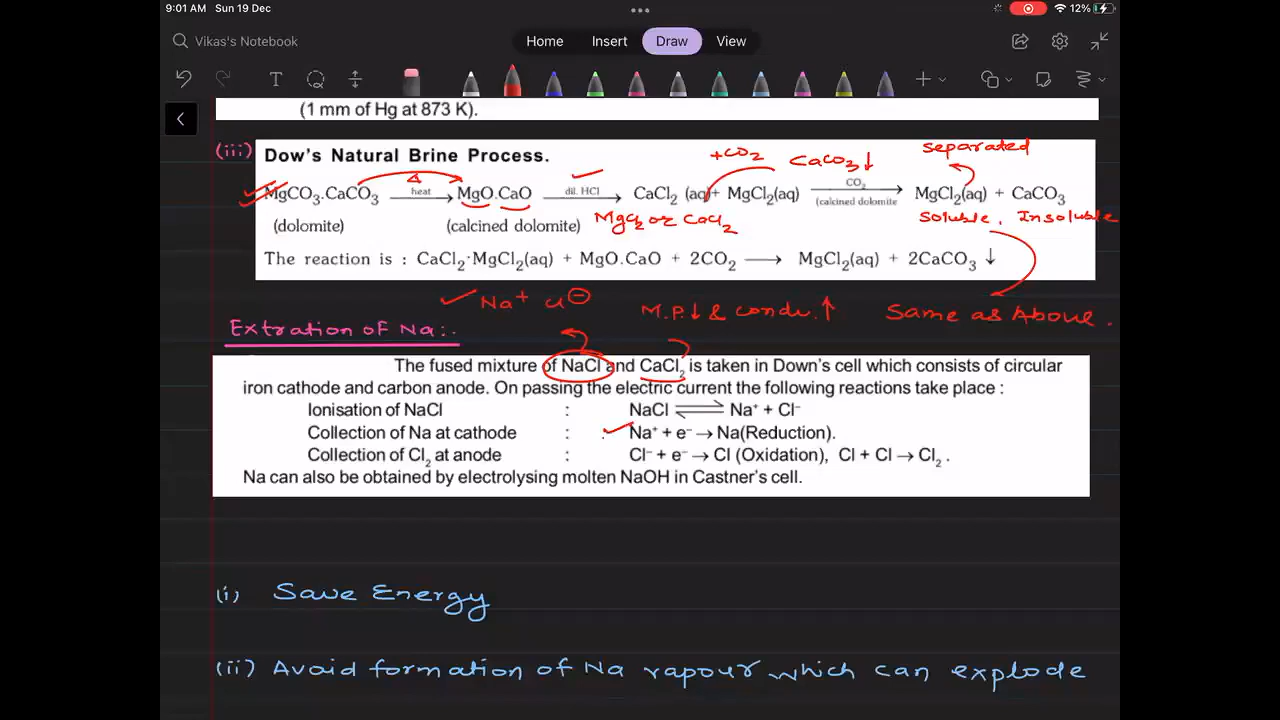 9:01 AM Sun 19 Dec
12%
Vikas's Notebook
Home Insert Draw View
(1 mm of Hg at 873 K).
(iii) Dow's Natural Brine Process.
+CO2 CaCO3↓ separated
MgCO3.CaCO3 —heat→ MgO.CaO —dil. HCl→ CaCl2 (aq)+ MgCl2(aq) —CO2 (calcined dolomite→ MgCl2(aq) + CaCO3
Δ
(dolomite) (calcined dolomite) MgCl2 or CaCl2 Soluble. Insoluble
The reaction is : CaCl2·MgCl2(aq) + MgO.CaO + 2CO2 ⟶ MgCl2(aq) + 2CaCO3 ↓
Na+ Cl⊖ M.P.↓ & condu.↑ Same as Above.
Extration of Na:.
The fused mixture of NaCl and CaCl2 is taken in Down's cell which consists of circular
iron cathode and carbon anode. On passing the electric current the following reactions take place :
Ionisation of NaCl : NaCl ⇌ Na+ + Cl–
Collection of Na at cathode : Na+ + e– → Na(Reduction).
Collection of Cl2 at anode : Cl– + e– → Cl (Oxidation), Cl + Cl → Cl2 .
Na can also be obtained by electrolysing molten NaOH in Castner's cell.
(i) Save Energy
(ii) Avoid formation of Na vapour which can explode